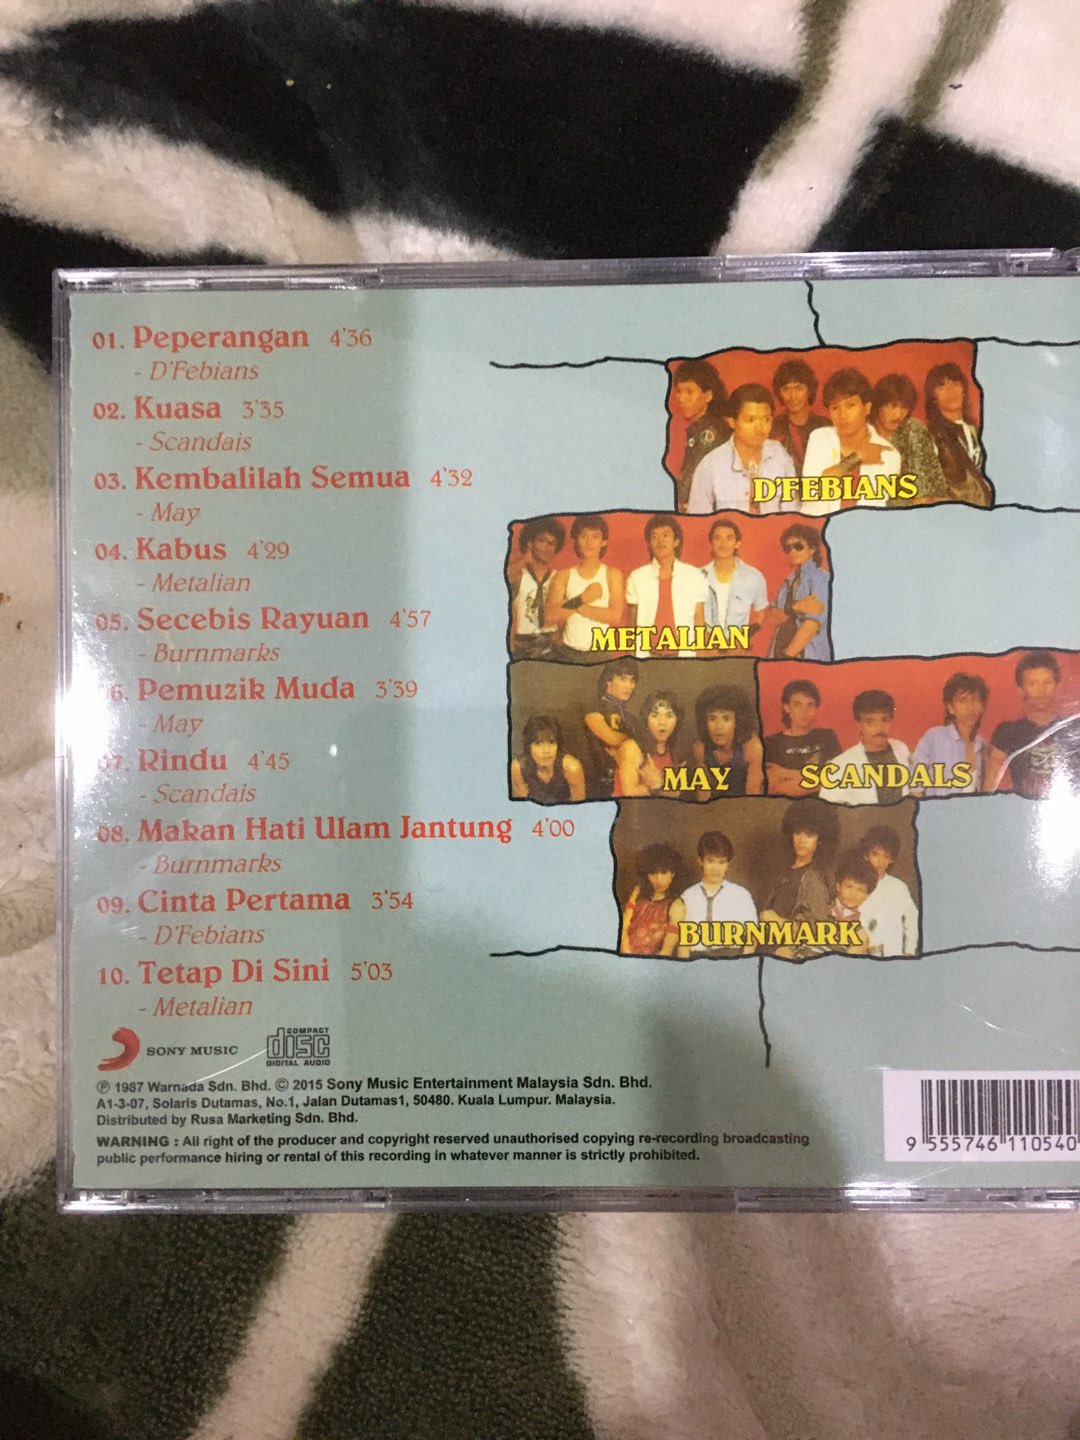 01. Peperangan 4'36
- D'Febians
02. Kuasa 3'35
- Scandais
03. Kembalilah Semua 4'32
- May
04. Kabus 4'29
- Metalian
05. Secebis Rayuan 4'57
- Burnmarks
06. Pemuzik Muda 3'39
- May
07. Rindu 4'45
- Scandais
08. Makan Hati Ulam Jantung 4'00
- Burnmarks
09. Cinta Pertama 3'54
- D'Febians
10. Tetap Di Sini 5'03
- Metalian
D'FEBIANS
METALIAN
MAY
SCANDALS
BURNMARK
SONY MUSIC
COMPACT
disc
DIGITAL AUDIO
℗ 1987 Warnada Sdn. Bhd. © 2015 Sony Music Entertainment Malaysia Sdn. Bhd.
A1-3-07, Solaris Dutamas, No.1, Jalan Dutamas1, 50480. Kuala Lumpur. Malaysia.
Distributed by Rusa Marketing Sdn. Bhd.
WARNING : All right of the producer and copyright reserved unauthorised copying re-recording broadcasting
public performance hiring or rental of this recording in whatever manner is strictly prohibited.
9 555746 110540